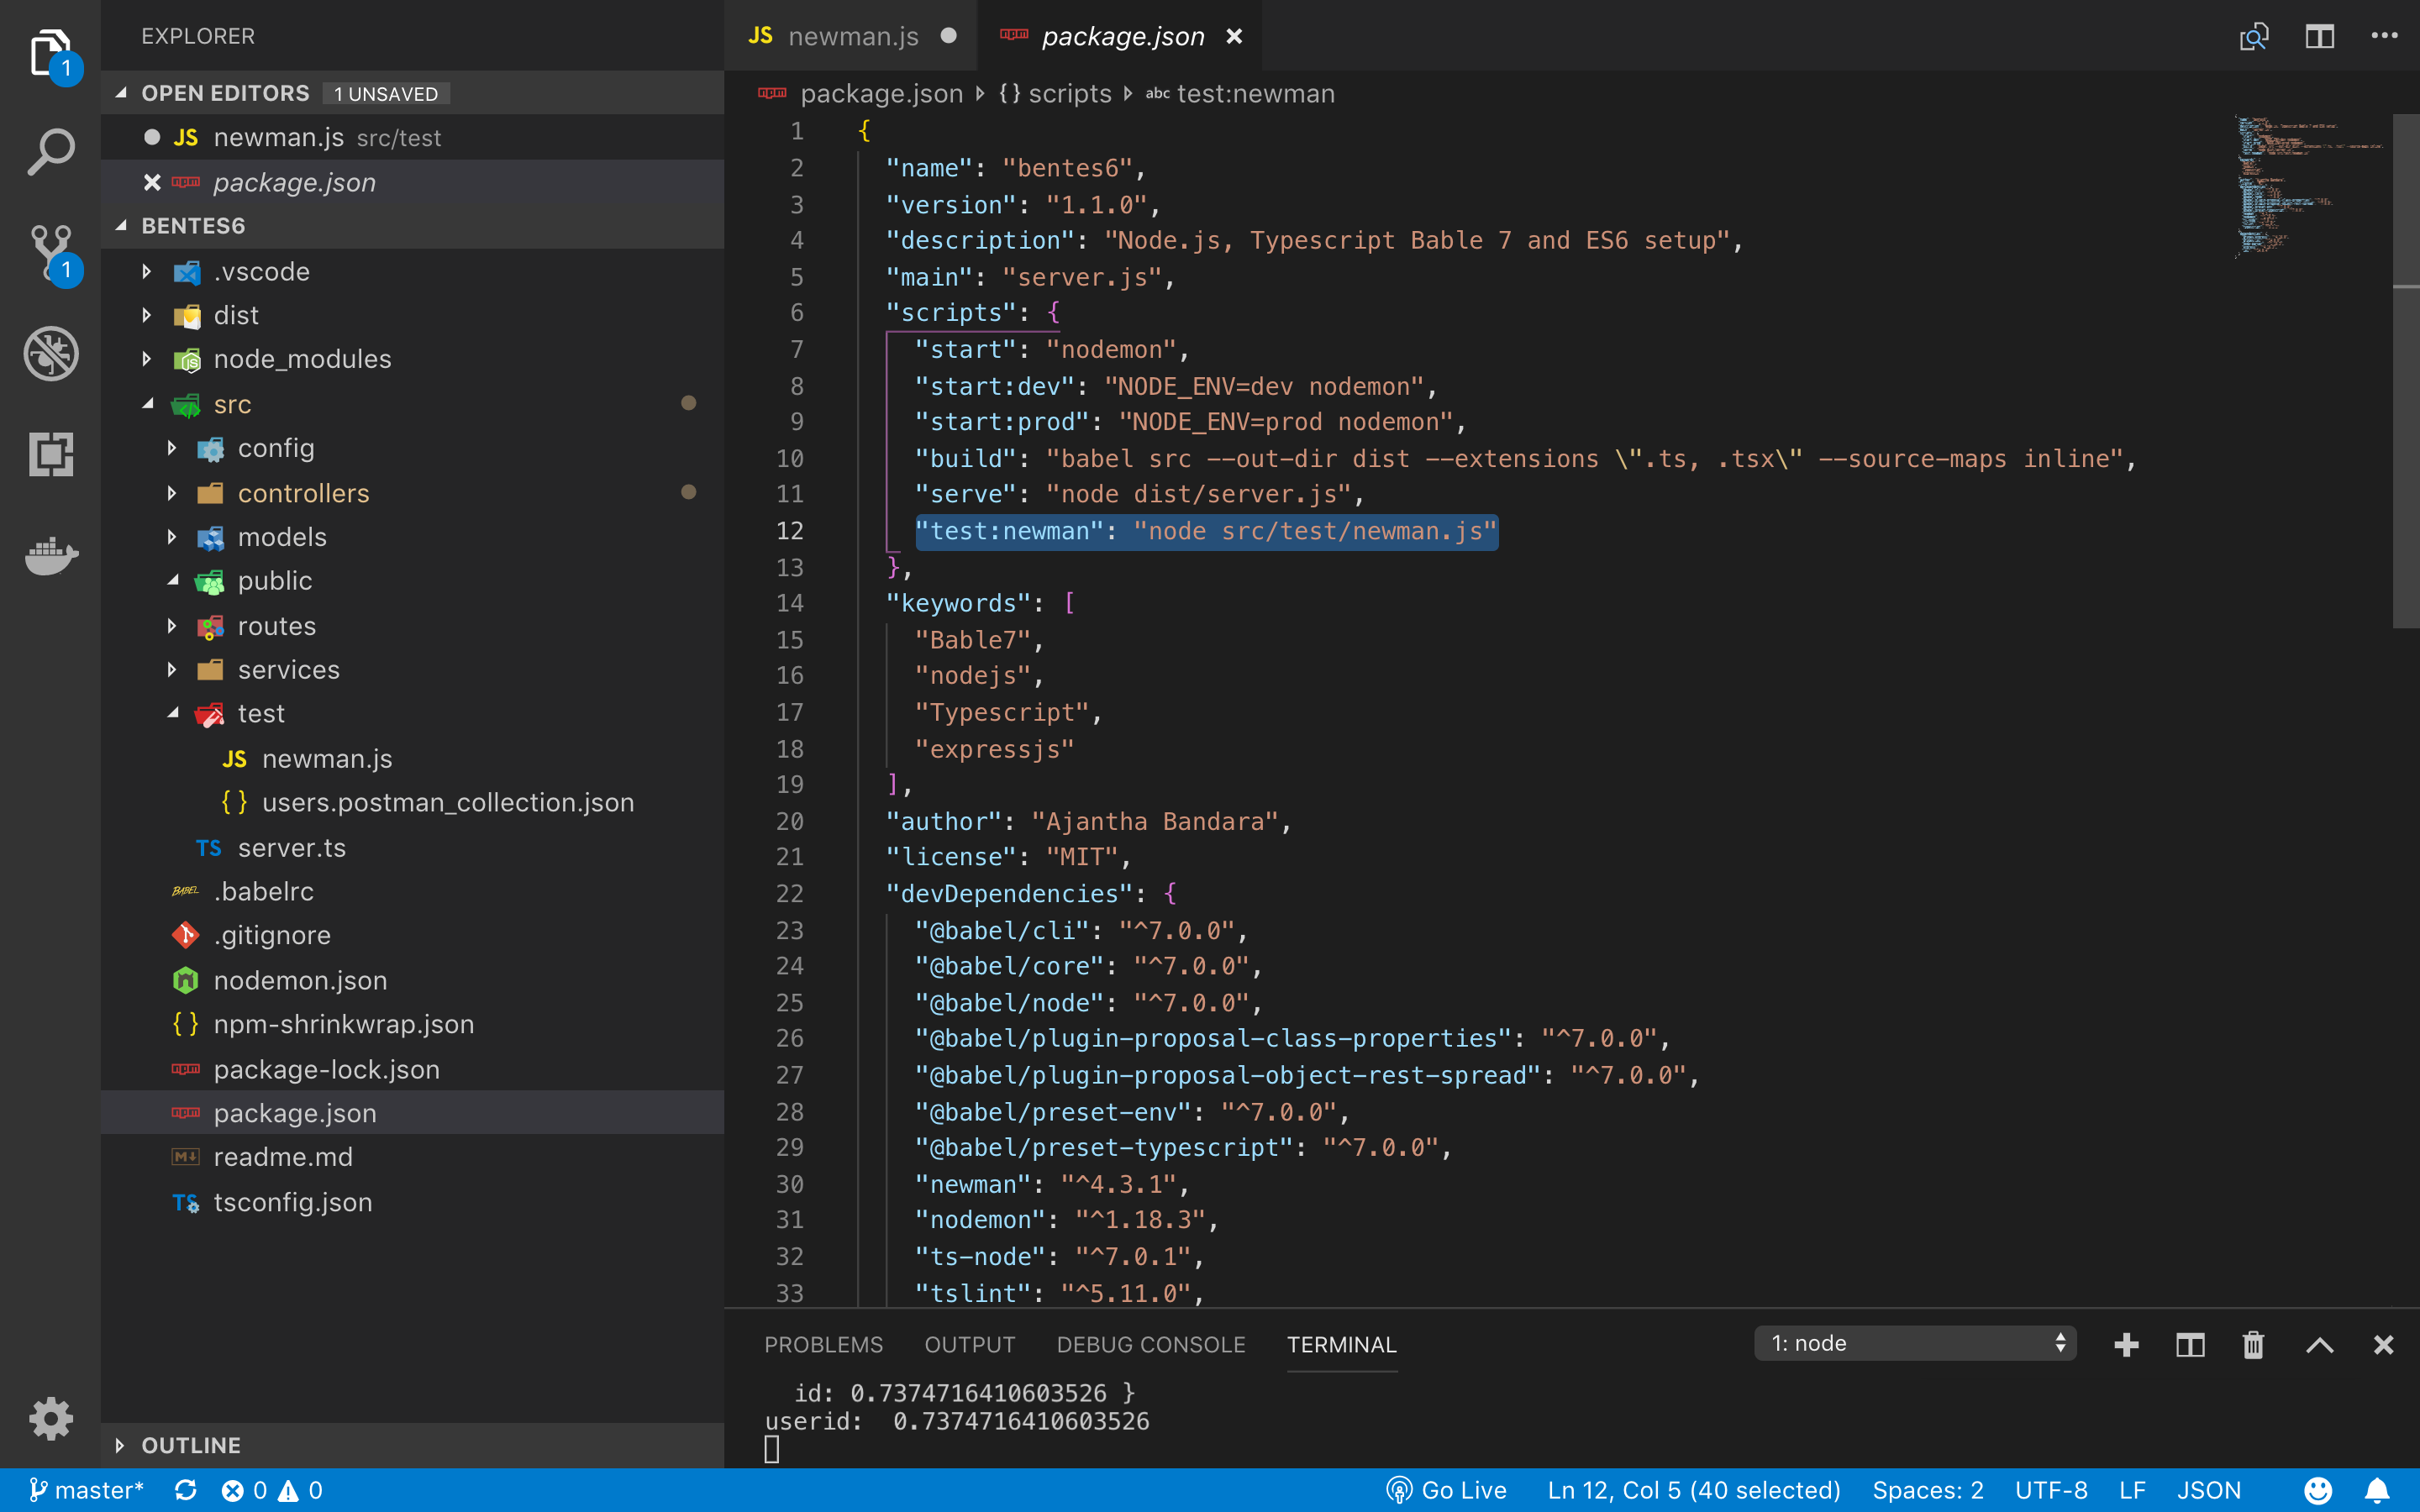 EXPLORER
OPEN EDITORS 1 UNSAVED
JS newman.js src/test
package.json
BENTES6
.vscode
dist
node_modules
src
config
controllers
models
public
routes
services
test
JS newman.js
{ } users.postman_collection.json
TS server.ts
BABEL .babelrc
.gitignore
nodemon.json
{ } npm-shrinkwrap.json
package-lock.json
package.json
M↓ readme.md
TS tsconfig.json
OUTLINE
1
1
JS newman.js
package.json
package.json {} scripts abc test:newman
1 {
2 "name": "bentes6",
3 "version": "1.1.0",
4 "description": "Node.js, Typescript Bable 7 and ES6 setup",
5 "main": "server.js",
6 "scripts": {
7 "start": "nodemon",
8 "start:dev": "NODE_ENV=dev nodemon",
9 "start:prod": "NODE_ENV=prod nodemon",
10 "build": "babel src --out-dir dist --extensions \".ts, .tsx\" --source-maps inline",
11 "serve": "node dist/server.js",
12 "test:newman": "node src/test/newman.js"
13 },
14 "keywords": [
15 "Bable7",
16 "nodejs",
17 "Typescript",
18 "expressjs"
19 ],
20 "author": "Ajantha Bandara",
21 "license": "MIT",
22 "devDependencies": {
23 "@babel/cli": "^7.0.0",
24 "@babel/core": "^7.0.0",
25 "@babel/node": "^7.0.0",
26 "@babel/plugin-proposal-class-properties": "^7.0.0",
27 "@babel/plugin-proposal-object-rest-spread": "^7.0.0",
28 "@babel/preset-env": "^7.0.0",
29 "@babel/preset-typescript": "^7.0.0",
30 "newman": "^4.3.1",
31 "nodemon": "^1.18.3",
32 "ts-node": "^7.0.1",
33 "tslint": "^5.11.0",
PROBLEMS OUTPUT DEBUG CONSOLE TERMINAL 1: node
id: 0.7374716410603526 }
userid: 0.7374716410603526
master* 0 0 Go Live Ln 12, Col 5 (40 selected) Spaces: 2 UTF-8 LF JSON